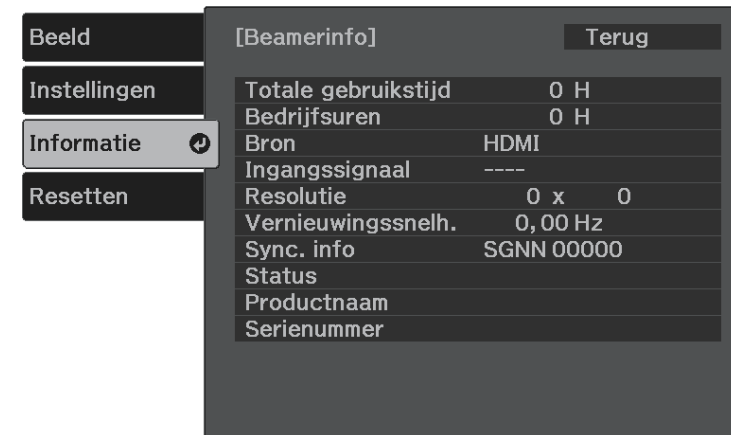 Beeld
Instellingen
Informatie
Resetten
[Beamerinfo] Terug
Totale gebruikstijd 0 H
Bedrijfsuren 0 H
Bron HDMI
Ingangssignaal ----
Resolutie 0 x 0
Vernieuwingssnelh. 0,00 Hz
Sync. info SGNN 00000
Status
Productnaam
Serienummer